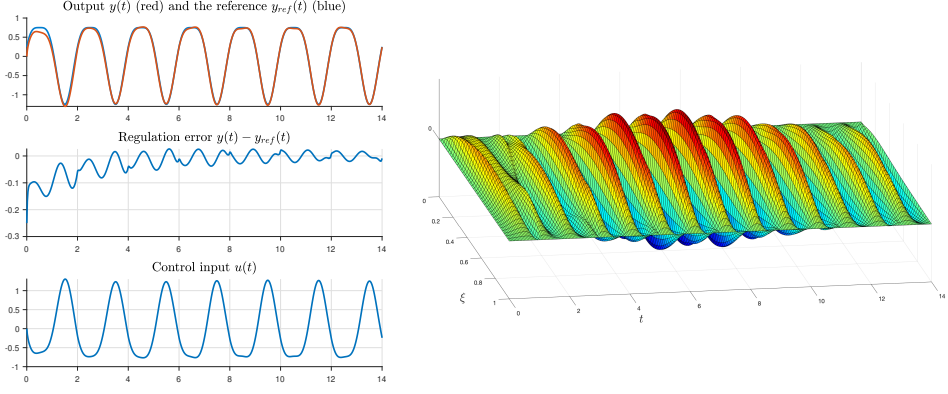 Output y(t) (red) and the reference y_ref(t) (blue)
1
0.5
0
-0.5
-1
0 2 4 6 8 10 12 14
Regulation error y(t) − y_ref(t)
0
-0.1
-0.2
-0.3
0 2 4 6 8 10 12 14
Control input u(t)
1
0.5
0
-0.5
-1
0 2 4 6 8 10 12 14
0
0
0.2
0.4
0.6
0.8
1
ξ
0 2 4 6 8 10 12 14
t